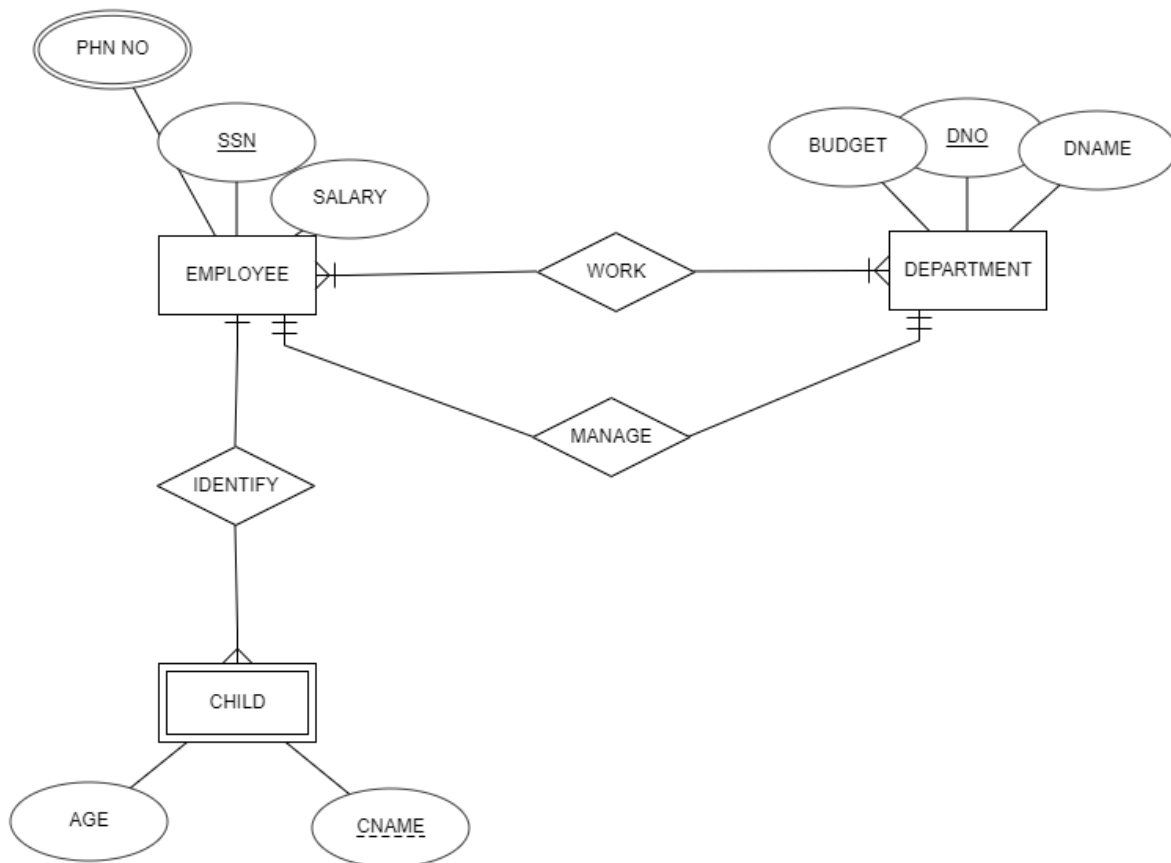 PHN NO
SSN
SALARY
BUDGET
DNO
DNAME
EMPLOYEE
WORK
DEPARTMENT
MANAGE
IDENTIFY
CHILD
AGE
CNAME